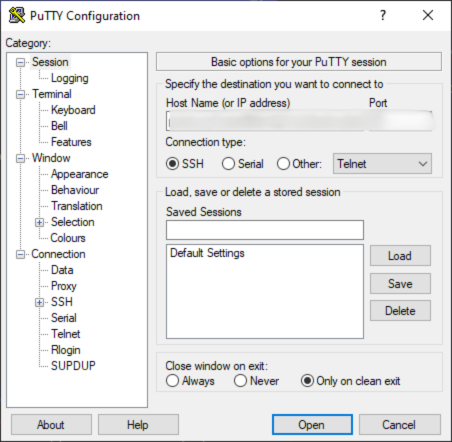 PuTTY Configuration
Category:
Session
Logging
Terminal
Keyboard
Bell
Features
Window
Appearance
Behaviour
Translation
Selection
Colours
Connection
Data
Proxy
SSH
Serial
Telnet
Rlogin
SUPDUP
Basic options for your PuTTY session
Specify the destination you want to connect to
Host Name (or IP address) Port
Connection type:
SSH Serial Other: Telnet
Load, save or delete a stored session
Saved Sessions
Default Settings
Load
Save
Delete
Close window on exit:
Always Never Only on clean exit
About Help Open Cancel